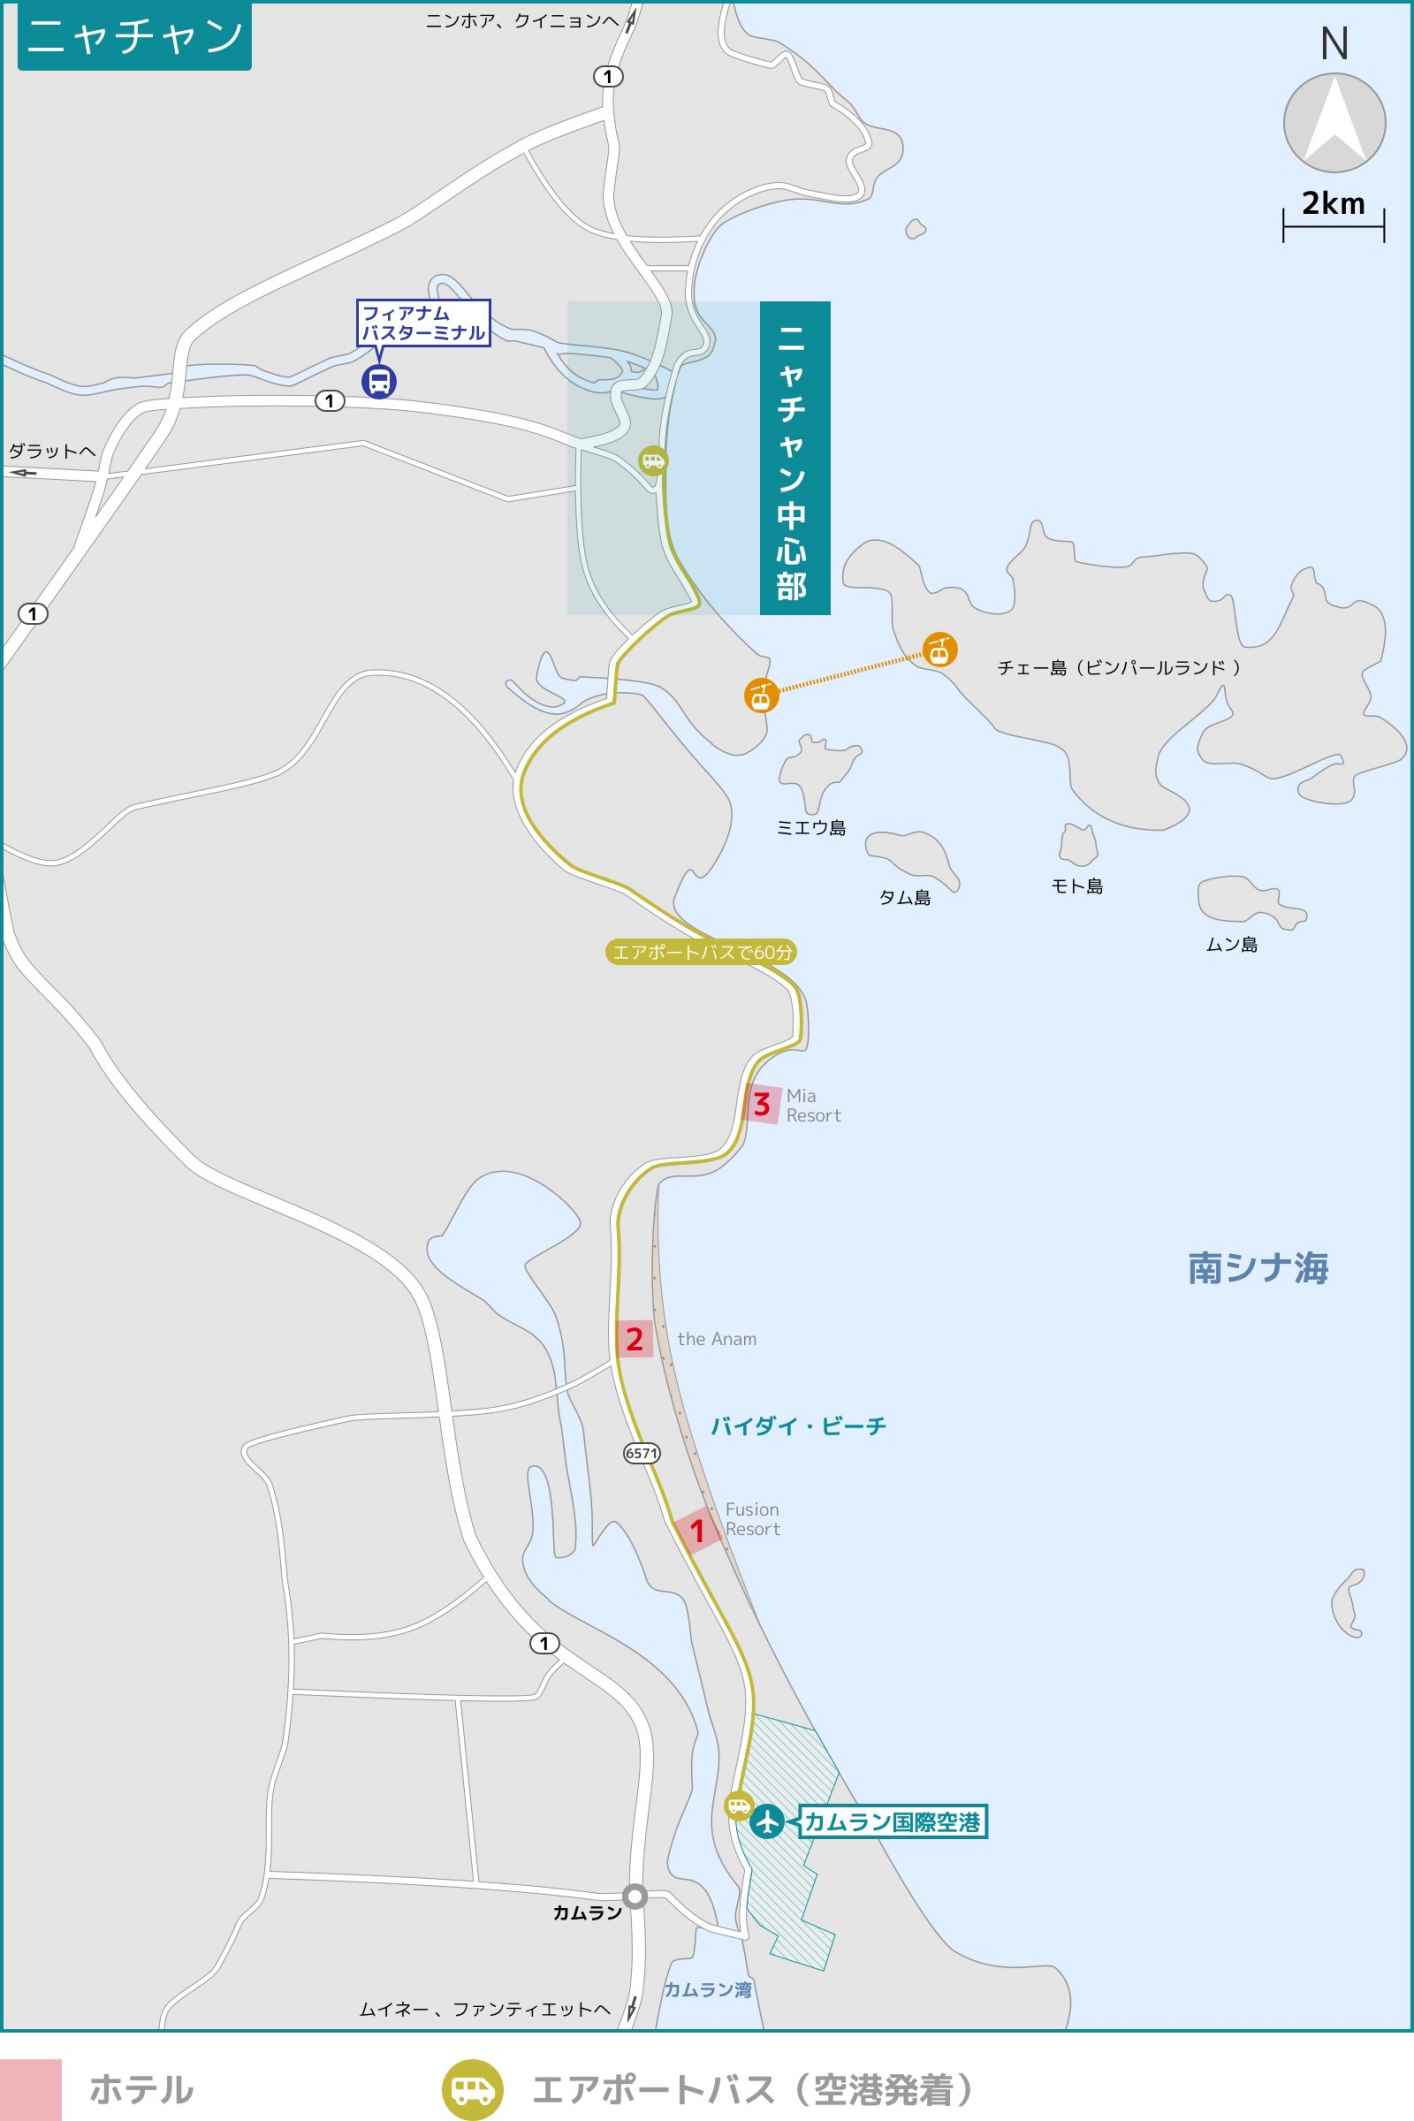 ニャチャン
ニンホア、クイニョンへ
N
1
2km
フィアナム
バスターミナル
1
ダラットへ
ニャチャン中心部
1
チェー島（ビンパールランド ）
ミエウ島
タム島
モト島
ムン島
エアポートバスで60分
3
Mia
Resort
南シナ海
2
the Anam
バイダイ・ビーチ
6571
Fusion
Resort
1
1
カムラン国際空港
カムラン
カムラン湾
ムイネー 、ファンティエットへ
ホテル
エアポートバス（空港発着）